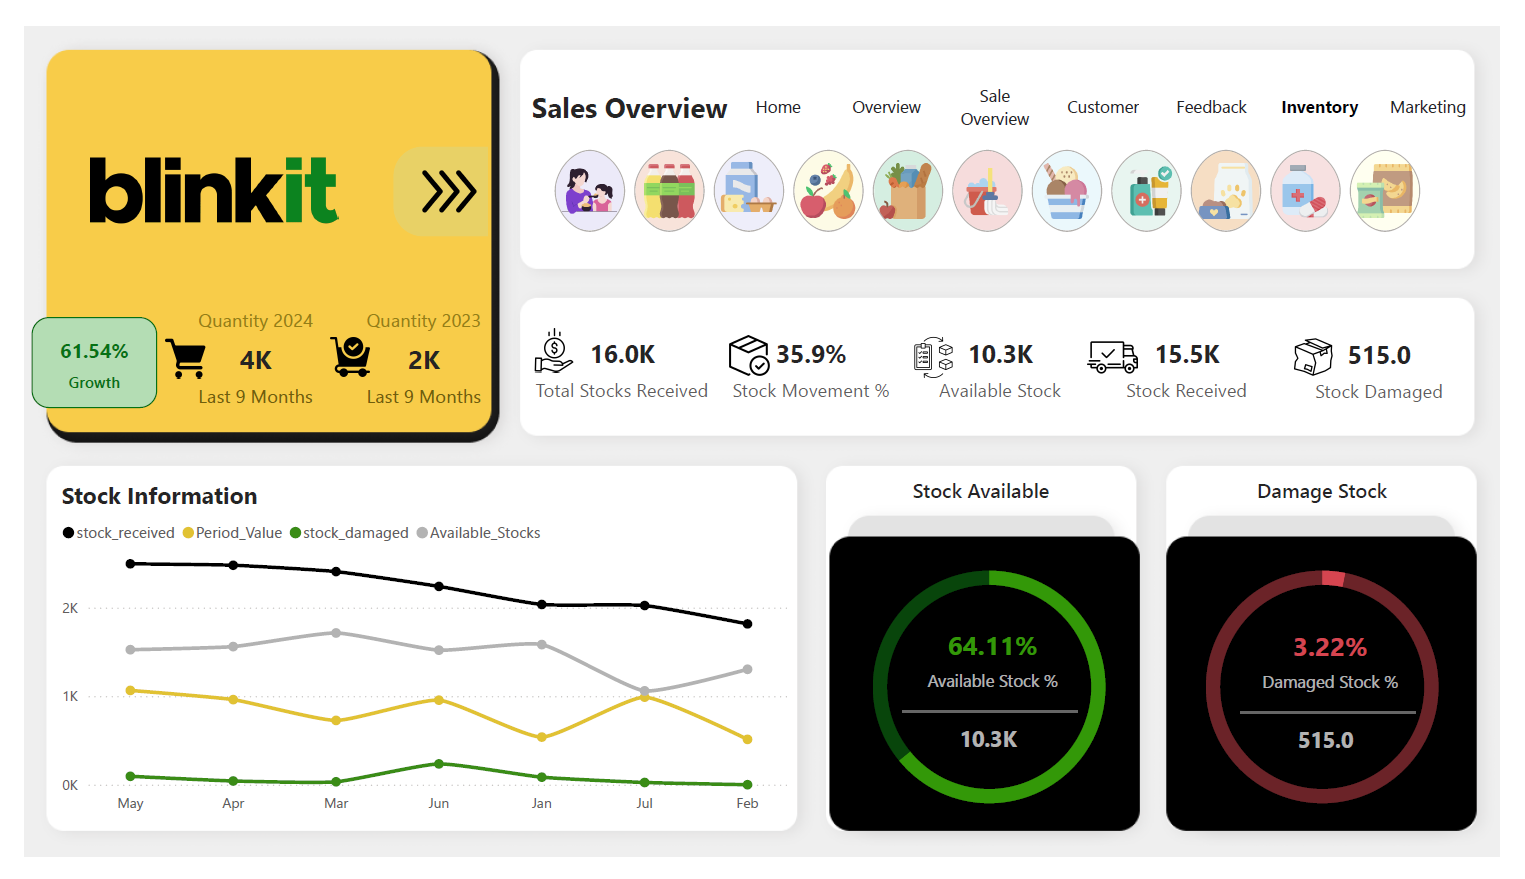 blinkit
61.54%
Growth
Quantity 2024
4K
Last 9 Months
Quantity 2023
2K
Last 9 Months
Sales Overview
Home
Overview
Sale
Overview
Customer
Feedback
Inventory
Marketing
16.0K
Total Stocks Received
35.9%
Stock Movement %
10.3K
Available Stock
15.5K
Stock Received
515.0
Stock Damaged
Stock Information
stock_received Period_Value stock_damaged Available_Stocks
2K
1K
0K
May Apr Mar Jun Jan Jul Feb
Stock Available
64.11%
Available Stock %
10.3K
Damage Stock
3.22%
Damaged Stock %
515.0